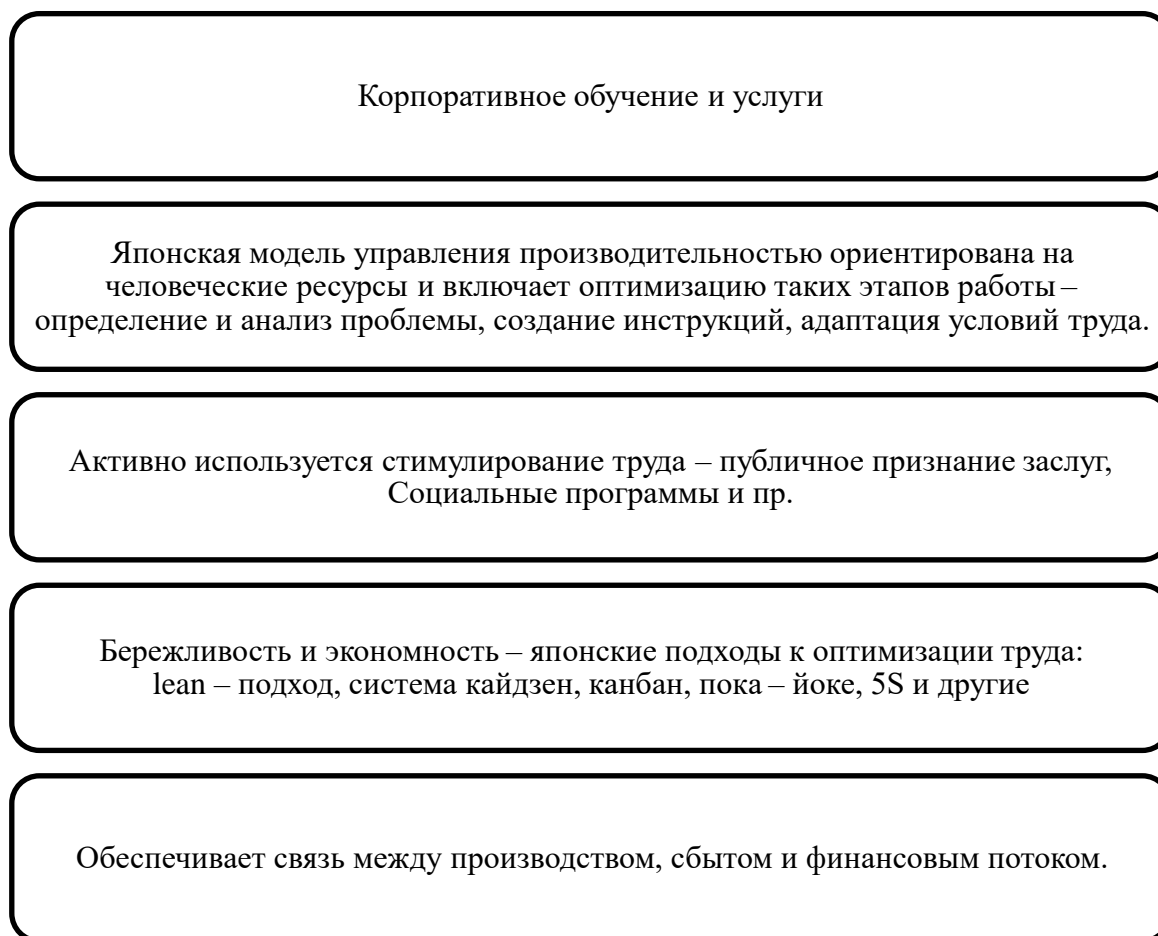 Корпоративное обучение и услуги
Японская модель управления производительностью ориентирована на
человеческие ресурсы и включает оптимизацию таких этапов работы –
определение и анализ проблемы, создание инструкций, адаптация условий труда.
Активно используется стимулирование труда – публичное признание заслуг,
Социальные программы и пр.
Бережливость и экономность – японские подходы к оптимизации труда:
lean – подход, система кайдзен, канбан, пока – йоке, 5S и другие
Обеспечивает связь между производством, сбытом и финансовым потоком.